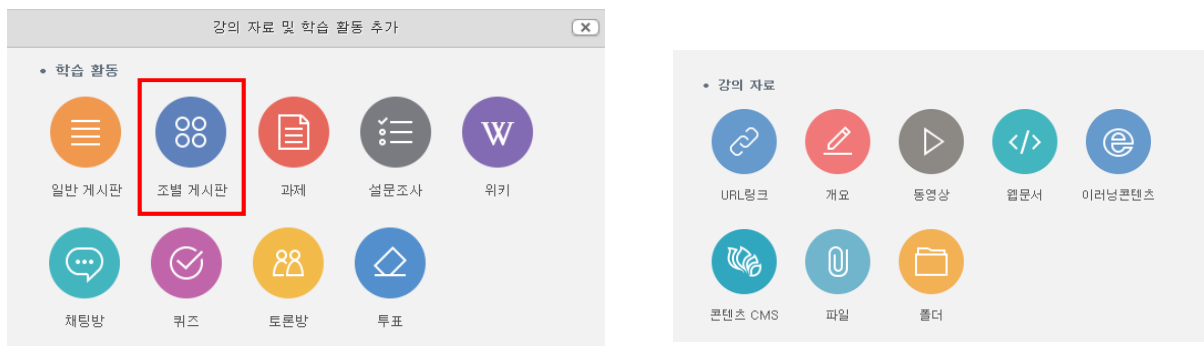 강의 자료 및 학습 활동 추가
• 학습 활동
일반 게시판 조별 게시판 과제 설문조사 위키
채팅방 퀴즈 토론방 투표
• 강의 자료
URL링크 개요 동영상 웹문서 이러닝콘텐츠
콘텐츠 CMS 파일 폴더